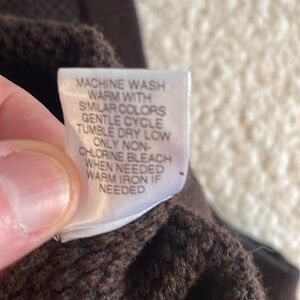 MACHINE WASH
WARM WITH
SIMILAR COLORS
GENTLE CYCLE
TUMBLE DRY LOW
ONLY NON-
CHLORINE BLEACH
WHEN NEEDED
WARM IRON IF
NEEDED